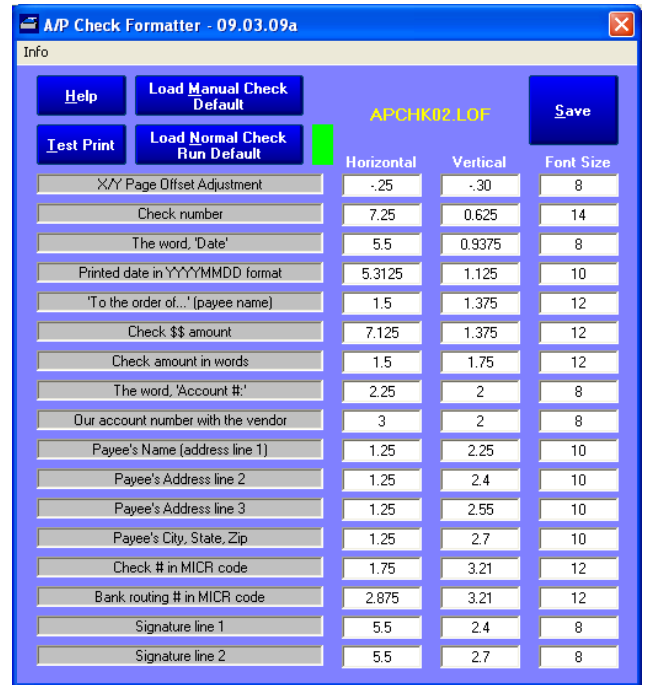 A/P Check Formatter - 09.03.09a
Info
Help
Load Manual Check
Default
APCHK02.LOF
Save
Test Print
Load Normal Check
Run Default
Horizontal Vertical Font Size
X/Y Page Offset Adjustment -.25 -.30 8
Check number 7.25 0.625 14
The word, 'Date' 5.5 0.9375 8
Printed date in YYYYMMDD format 5.3125 1.125 10
'To the order of...' (payee name) 1.5 1.375 12
Check $$ amount 7.125 1.375 12
Check amount in words 1.5 1.75 12
The word, 'Account #:' 2.25 2 8
Our account number with the vendor 3 2 8
Payee's Name (address line 1) 1.25 2.25 10
Payee's Address line 2 1.25 2.4 10
Payee's Address line 3 1.25 2.55 10
Payee's City, State, Zip 1.25 2.7 10
Check # in MICR code 1.75 3.21 12
Bank routing # in MICR code 2.875 3.21 12
Signature line 1 5.5 2.4 8
Signature line 2 5.5 2.7 8